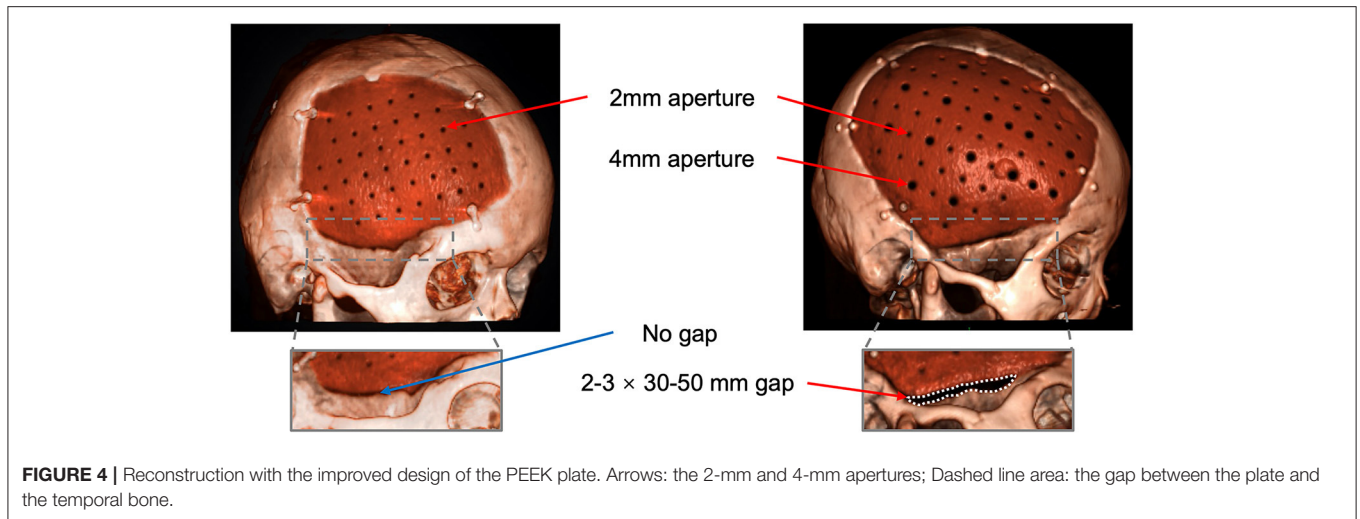 2mm aperture
4mm aperture
No gap
2-3 × 30-50 mm gap
FIGURE 4 | Reconstruction with the improved design of the PEEK plate. Arrows: the 2-mm and 4-mm apertures; Dashed line area: the gap between the plate and
the temporal bone.